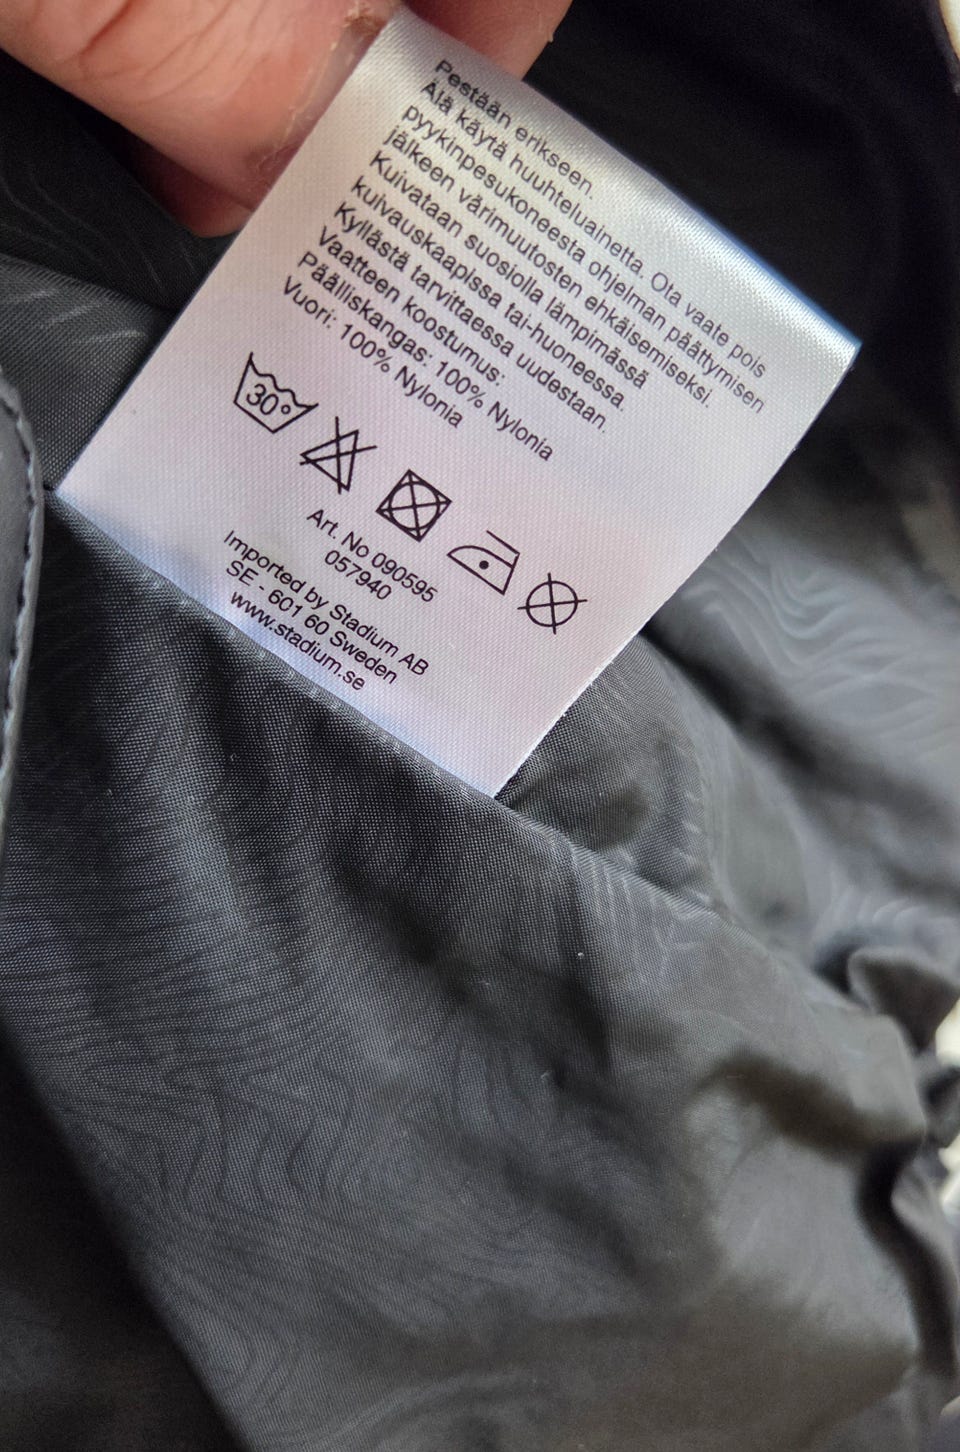 Pestään erikseen.
Älä käytä huuhteluainetta. Ota vaate pois
pyykinpesukoneesta ohjelman päättymisen
jälkeen värimuutosten ehkäisemiseksi.
Kuivataan suosiolla lämpimässä
kuivauskaapissa tai-huoneessa.
Kyllästä tarvittaessa uudestaan.
Vaatteen koostumus:
Päälliskangas: 100% Nylonia
Vuori: 100% Nylonia
30°
Art. No 090595
057940
Imported by Stadium AB
SE - 601 60 Sweden
www.stadium.se